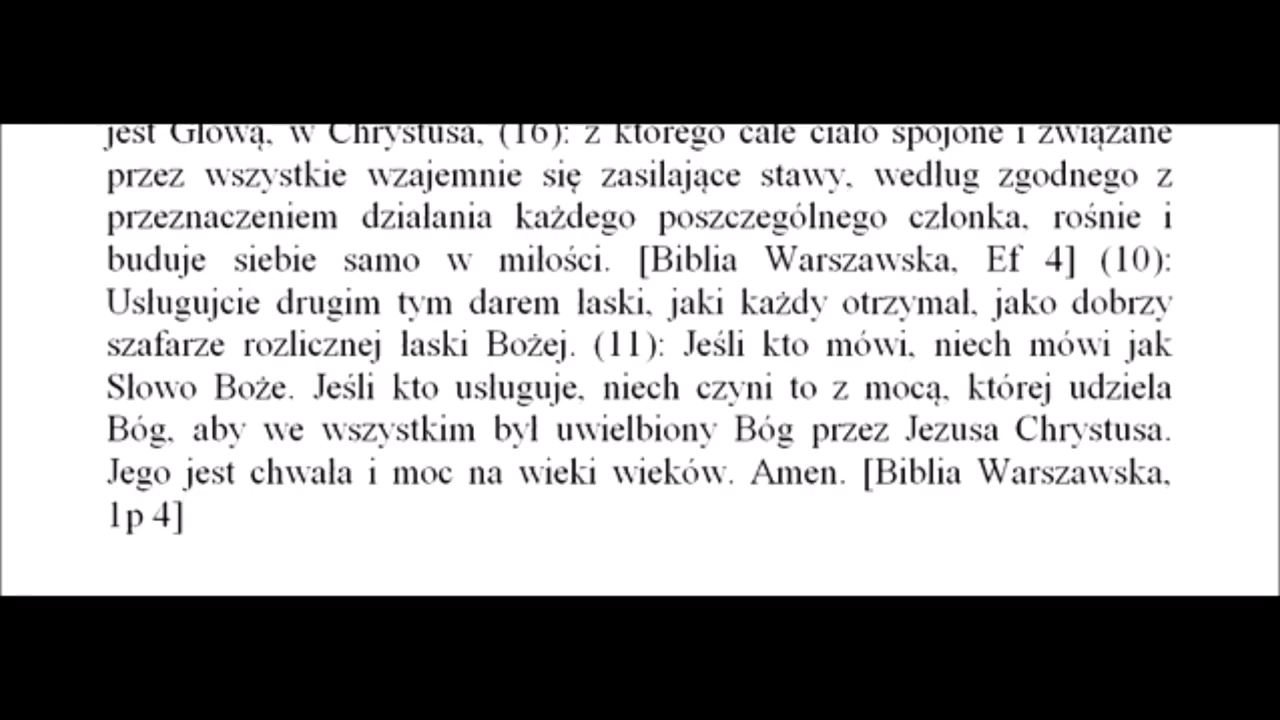 jest Głową, w Chrystusa, (16): z którego całe ciało spojone i związane
przez wszystkie wzajemnie się zasilające stawy, według zgodnego z
przeznaczeniem działania każdego poszczególnego członka, rośnie i
buduje siebie samo w miłości. [Biblia Warszawska, Ef 4] (10):
Usługujcie drugim tym darem łaski, jaki każdy otrzymał, jako dobrzy
szafarze rozlicznej łaski Bożej. (11): Jeśli kto mówi, niech mówi jak
Słowo Boże. Jeśli kto usługuje, niech czyni to z mocą, której udziela
Bóg, aby we wszystkim był uwielbiony Bóg przez Jezusa Chrystusa.
Jego jest chwała i moc na wieki wieków. Amen. [Biblia Warszawska,
1p 4]